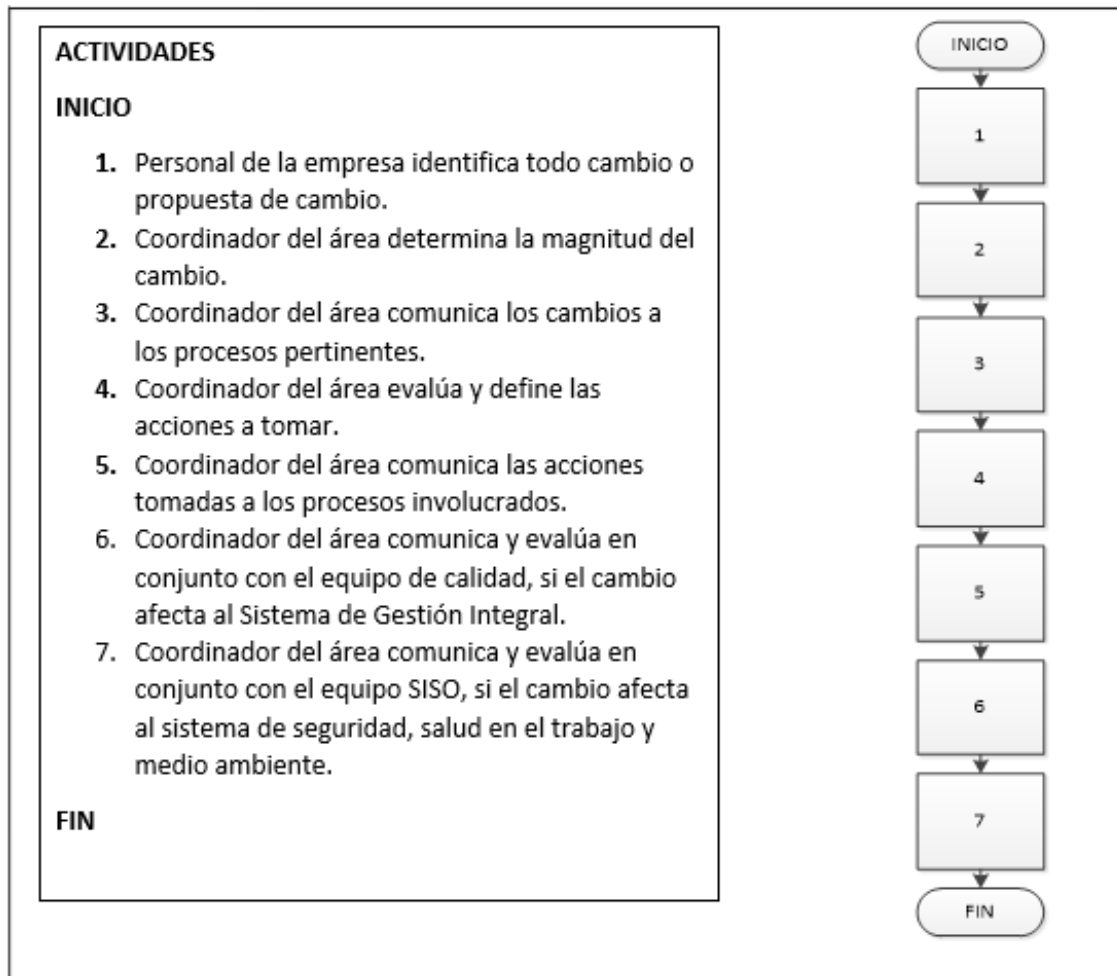 ACTIVIDADES
INICIO
1. Personal de la empresa identifica todo cambio o
propuesta de cambio.
2. Coordinador del área determina la magnitud del
cambio.
3. Coordinador del área comunica los cambios a
los procesos pertinentes.
4. Coordinador del área evalúa y define las
acciones a tomar.
5. Coordinador del área comunica las acciones
tomadas a los procesos involucrados.
6. Coordinador del área comunica y evalúa en
conjunto con el equipo de calidad, si el cambio
afecta al Sistema de Gestión Integral.
7. Coordinador del área comunica y evalúa en
conjunto con el equipo SISO, si el cambio afecta
al sistema de seguridad, salud en el trabajo y
medio ambiente.
FIN
INICIO
1
2
3
4
5
6
7
FIN